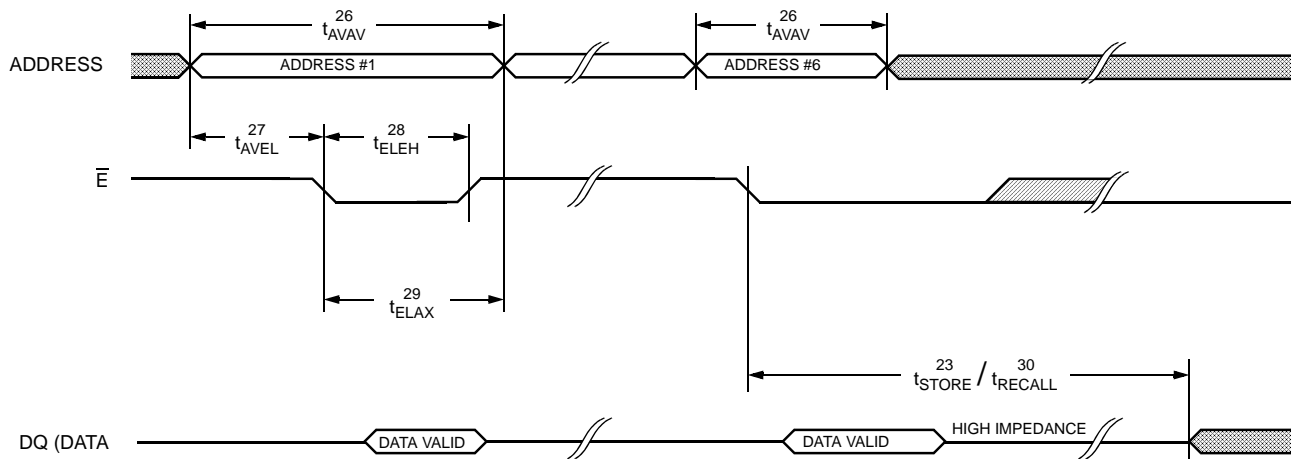 26
tAVAV
26
tAVAV
ADDRESS
ADDRESS #1
ADDRESS #6
27
tAVEL
28
tELEH
E
29
tELAX
23 30
tSTORE / tRECALL
DQ (DATA
DATA VALID
DATA VALID
HIGH IMPEDANCE